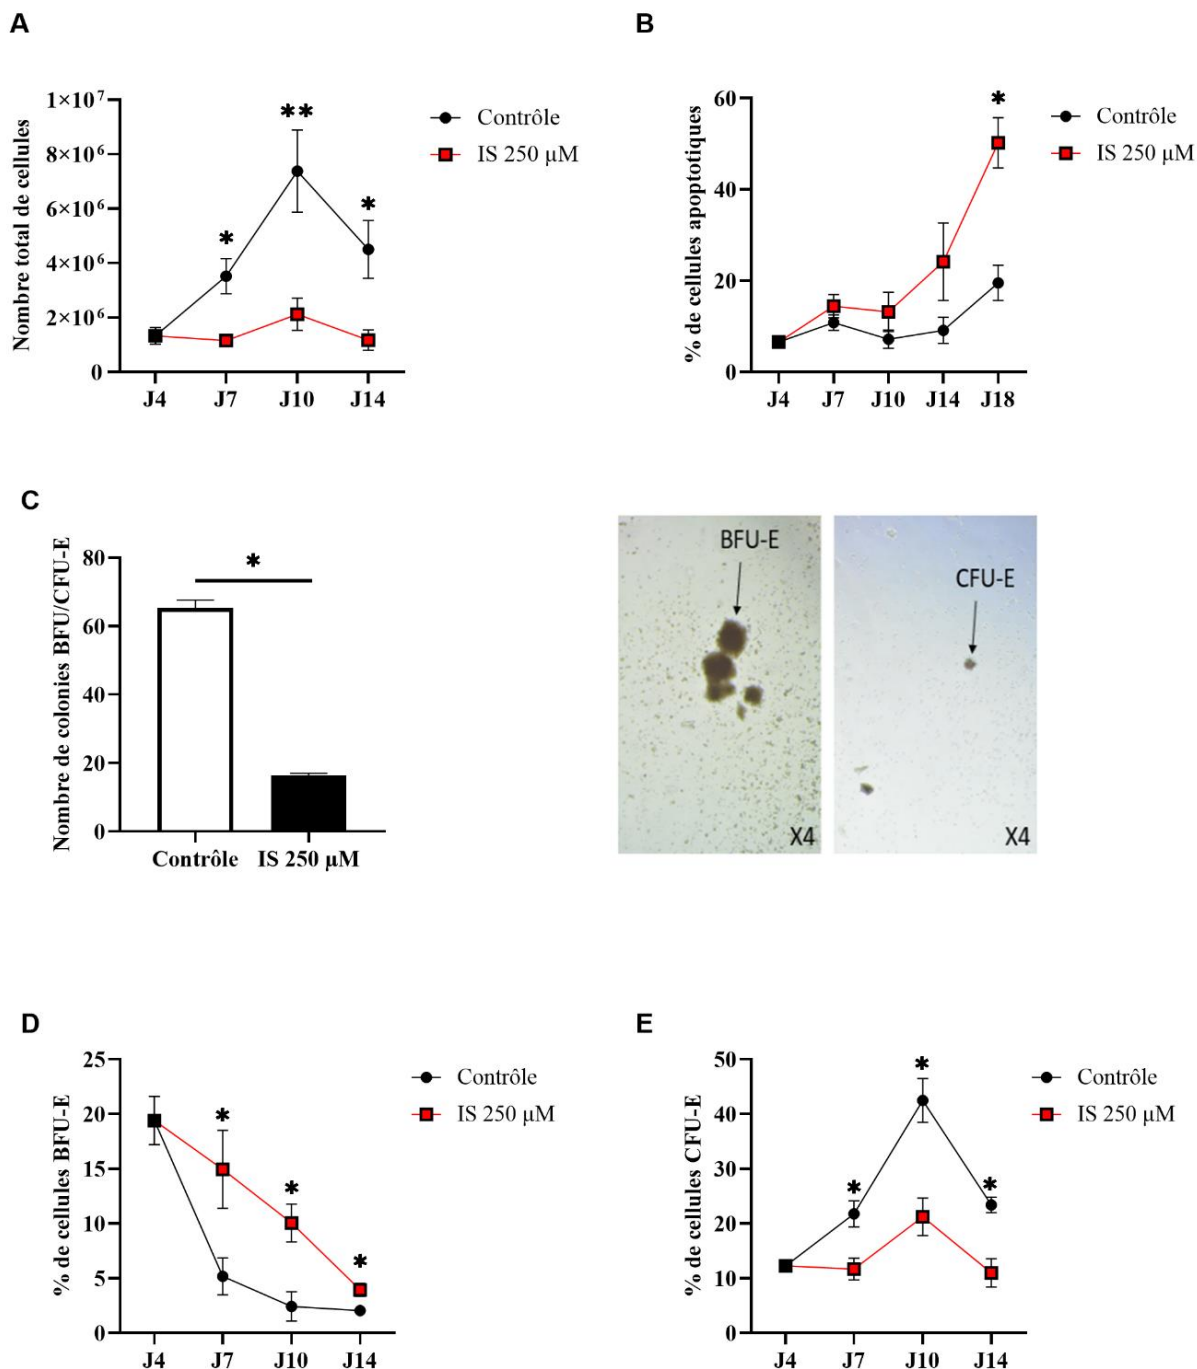 A
Nombre total de cellules
1×10⁷
8×10⁶
6×10⁶
4×10⁶
2×10⁶
0
J4 J7 J10 J14
* ** *
Contrôle
IS 250 µM
B
% de cellules apoptotiques
60
40
20
0
J4 J7 J10 J14 J18
*
Contrôle
IS 250 µM
C
Nombre de colonies BFU/CFU-E
80
60
40
20
0
*
Contrôle IS 250 µM
BFU-E
X4
CFU-E
X4
D
% de cellules BFU-E
25
20
15
10
5
0
J4 J7 J10 J14
* * *
Contrôle
IS 250 µM
E
% de cellules CFU-E
50
40
30
20
10
0
J4 J7 J10 J14
* * *
Contrôle
IS 250 µM